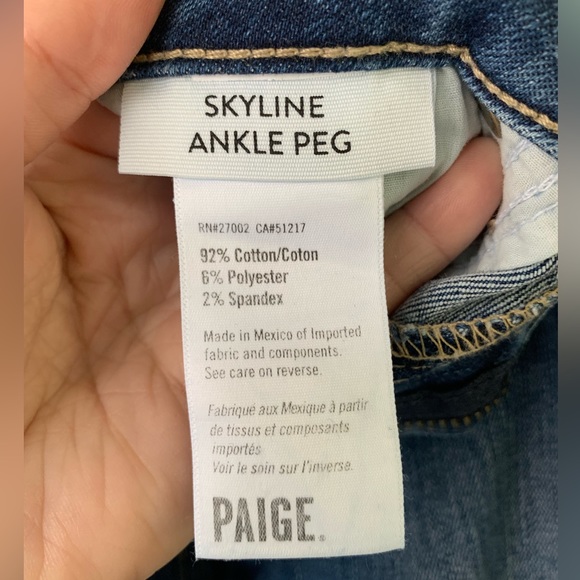 SKYLINE
ANKLE PEG
RN#27002 CA#51217
92% Cotton/Coton
6% Polyester
2% Spandex
Made in Mexico of Imported
fabric and components.
See care on reverse.
Fabriqué aux Mexique à partir
de tissus et composants
importés
Voir le soin sur l'inverse.
PAIGE.